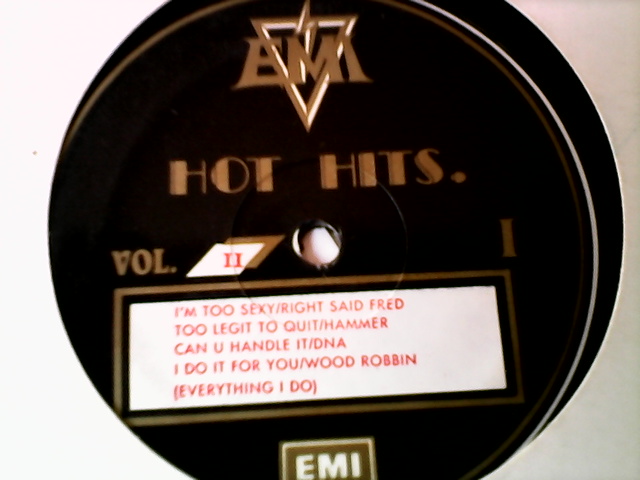 EMI
HOT HITS.
VOL. II I
I'M TOO SEXY/RIGHT SAID FRED
TOO LEGIT TO QUIT/HAMMER
CAN U HANDLE IT/DNA
I DO IT FOR YOU/WOOD ROBBIN
(EVERYTHING I DO)
EMI